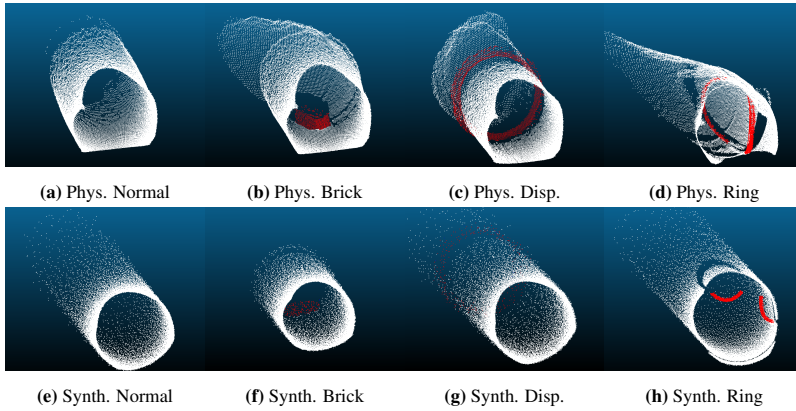 (a) Phys. Normal
(b) Phys. Brick
(c) Phys. Disp.
(d) Phys. Ring
(e) Synth. Normal
(f) Synth. Brick
(g) Synth. Disp.
(h) Synth. Ring